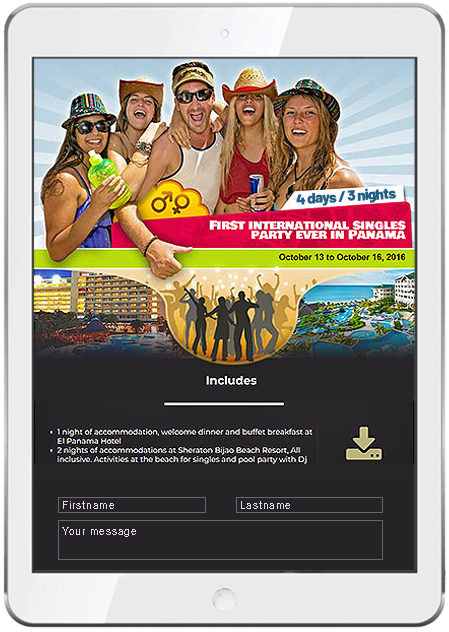 4 days / 3 nights
First international singles
party ever in Panama
October 13 to October 16, 2016
Includes
• 1 night of accommodation, welcome dinner and buffet breakfast at
El Panama Hotel
• 2 nights of accommodations at Sheraton Bijao Beach Resort, All
inclusive. Activities at the beach for singles and pool party with Dj
Firstname Lastname
Your message